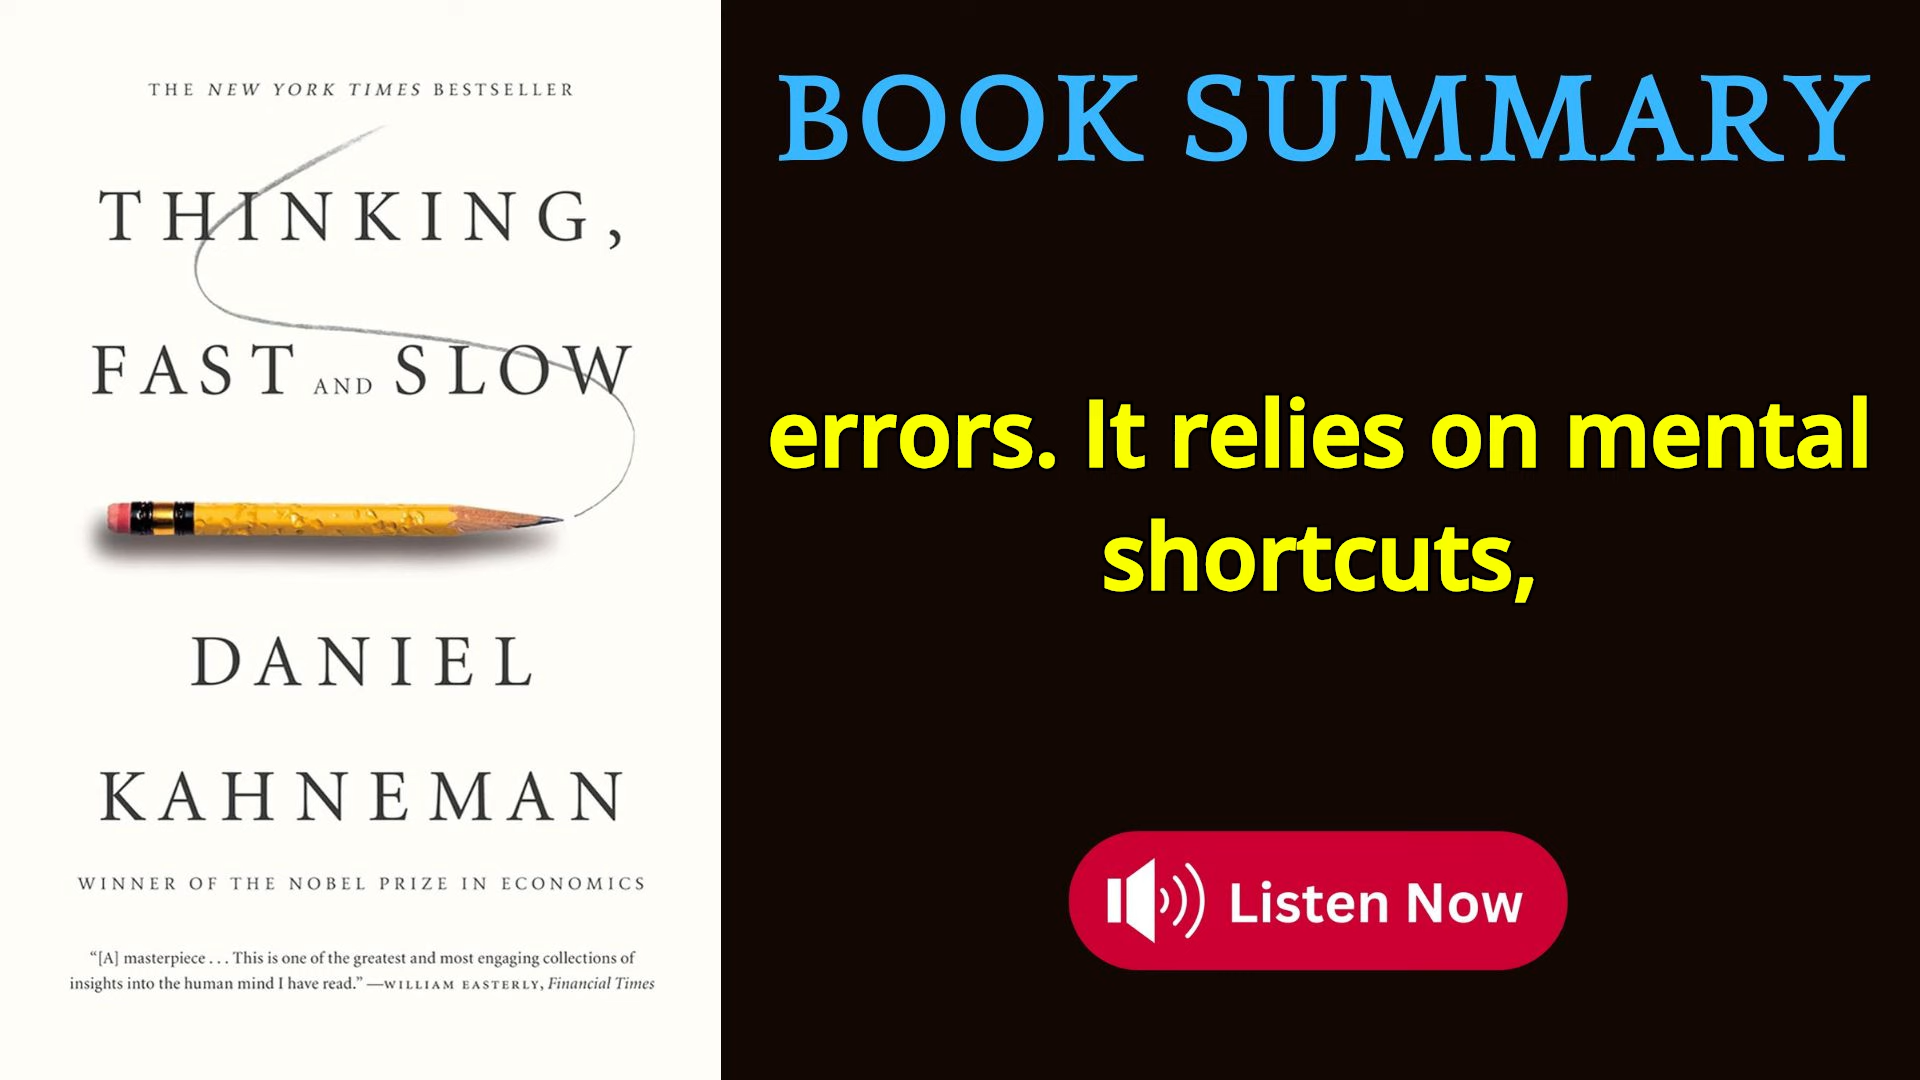 THE NEW YORK TIMES BESTSELLER
THINKING,
FAST AND SLOW
DANIEL
KAHNEMAN
WINNER OF THE NOBEL PRIZE IN ECONOMICS
“[A] masterpiece . . . This is one of the greatest and most engaging collections of
insights into the human mind I have read.” —WILLIAM EASTERLY, Financial Times
BOOK SUMMARY
errors. It relies on mental
shortcuts,
Listen Now